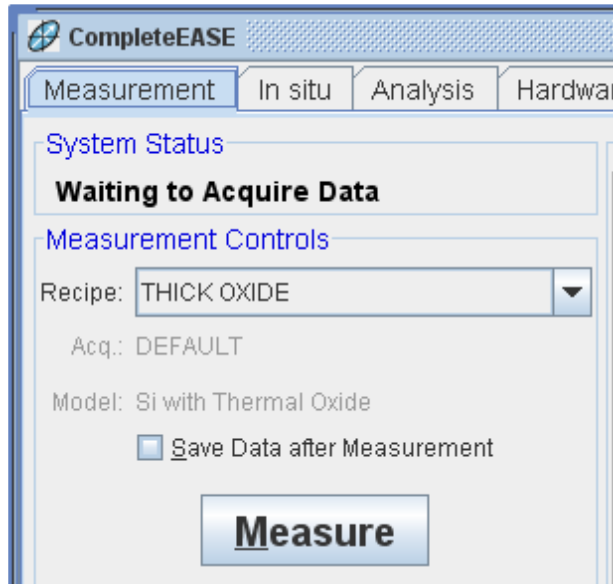 CompleteEASE
Measurement In situ Analysis Hardwar
System Status
Waiting to Acquire Data
Measurement Controls
Recipe: THICK OXIDE
Acq.: DEFAULT
Model: Si with Thermal Oxide
Save Data after Measurement
Measure